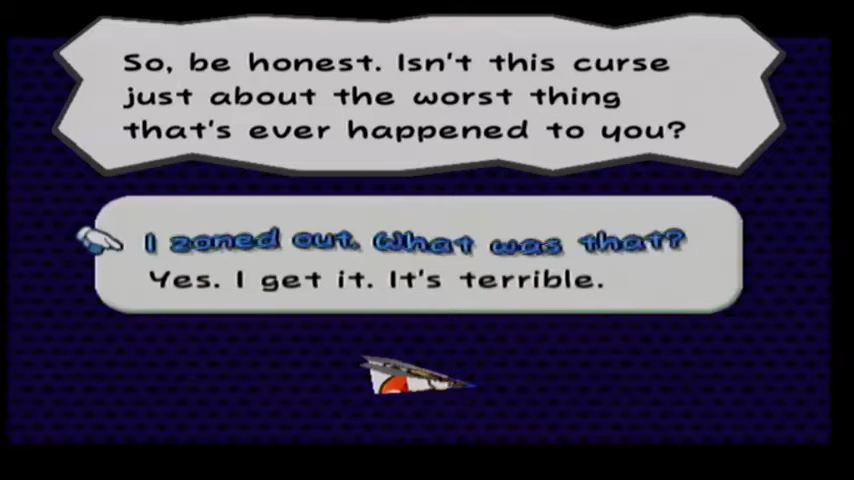 So, be honest. Isn't this curse
just about the worst thing
that's ever happened to you?
I zoned out. What was that?
Yes. I get it. It's terrible.